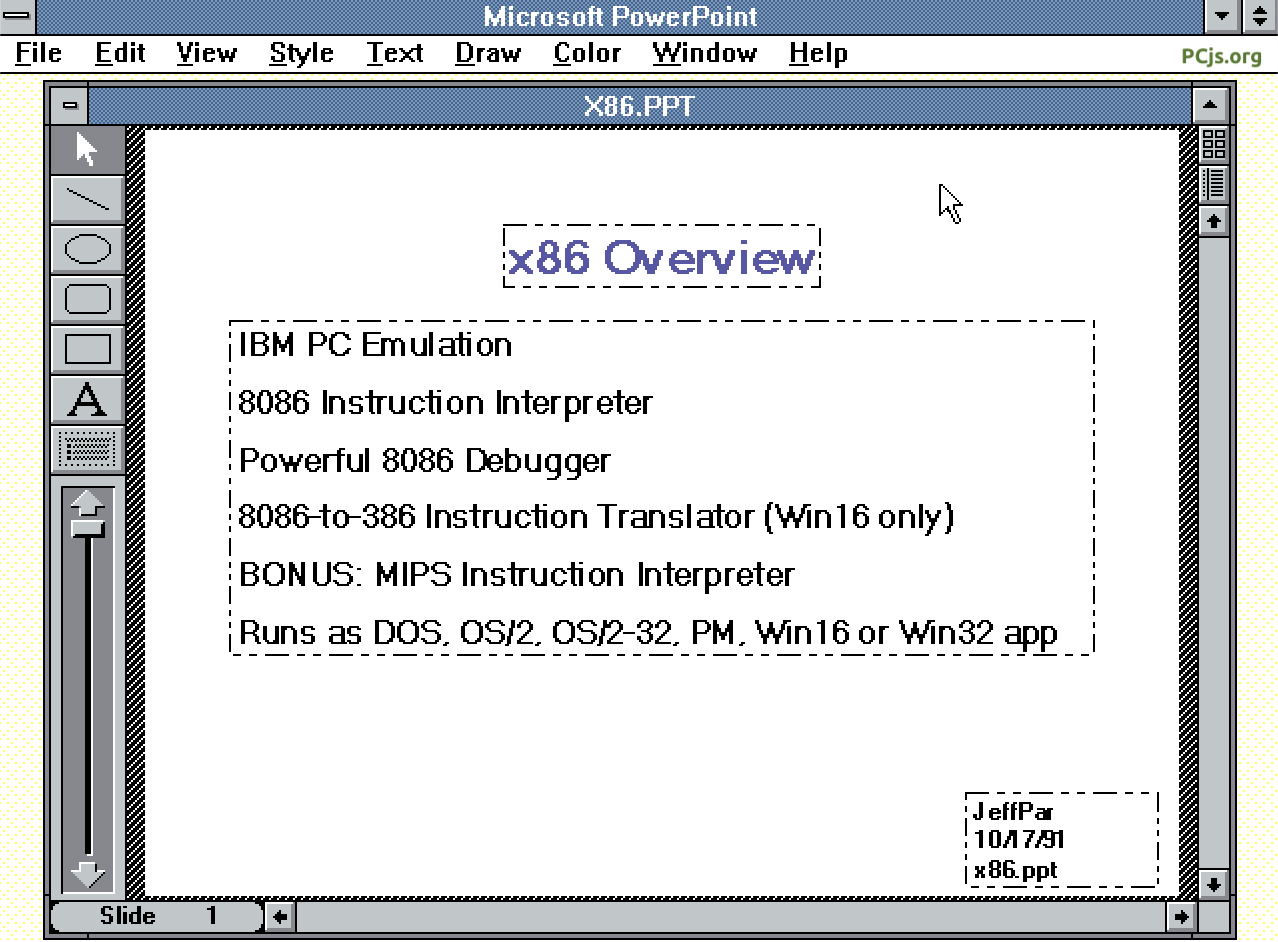 Microsoft PowerPoint
File Edit View Style Text Draw Color Window Help PCjs.org
X86.PPT
x86 Overview
IBM PC Emulation
8086 Instruction Interpreter
Powerful 8086 Debugger
8086-to-386 Instruction Translator (Win16 only)
BONUS: MIPS Instruction Interpreter
Runs as DOS, OS/2, OS/2-32, PM, Win16 or Win32 app
JeffPar
10/17/91
x86.ppt
A
Slide 1